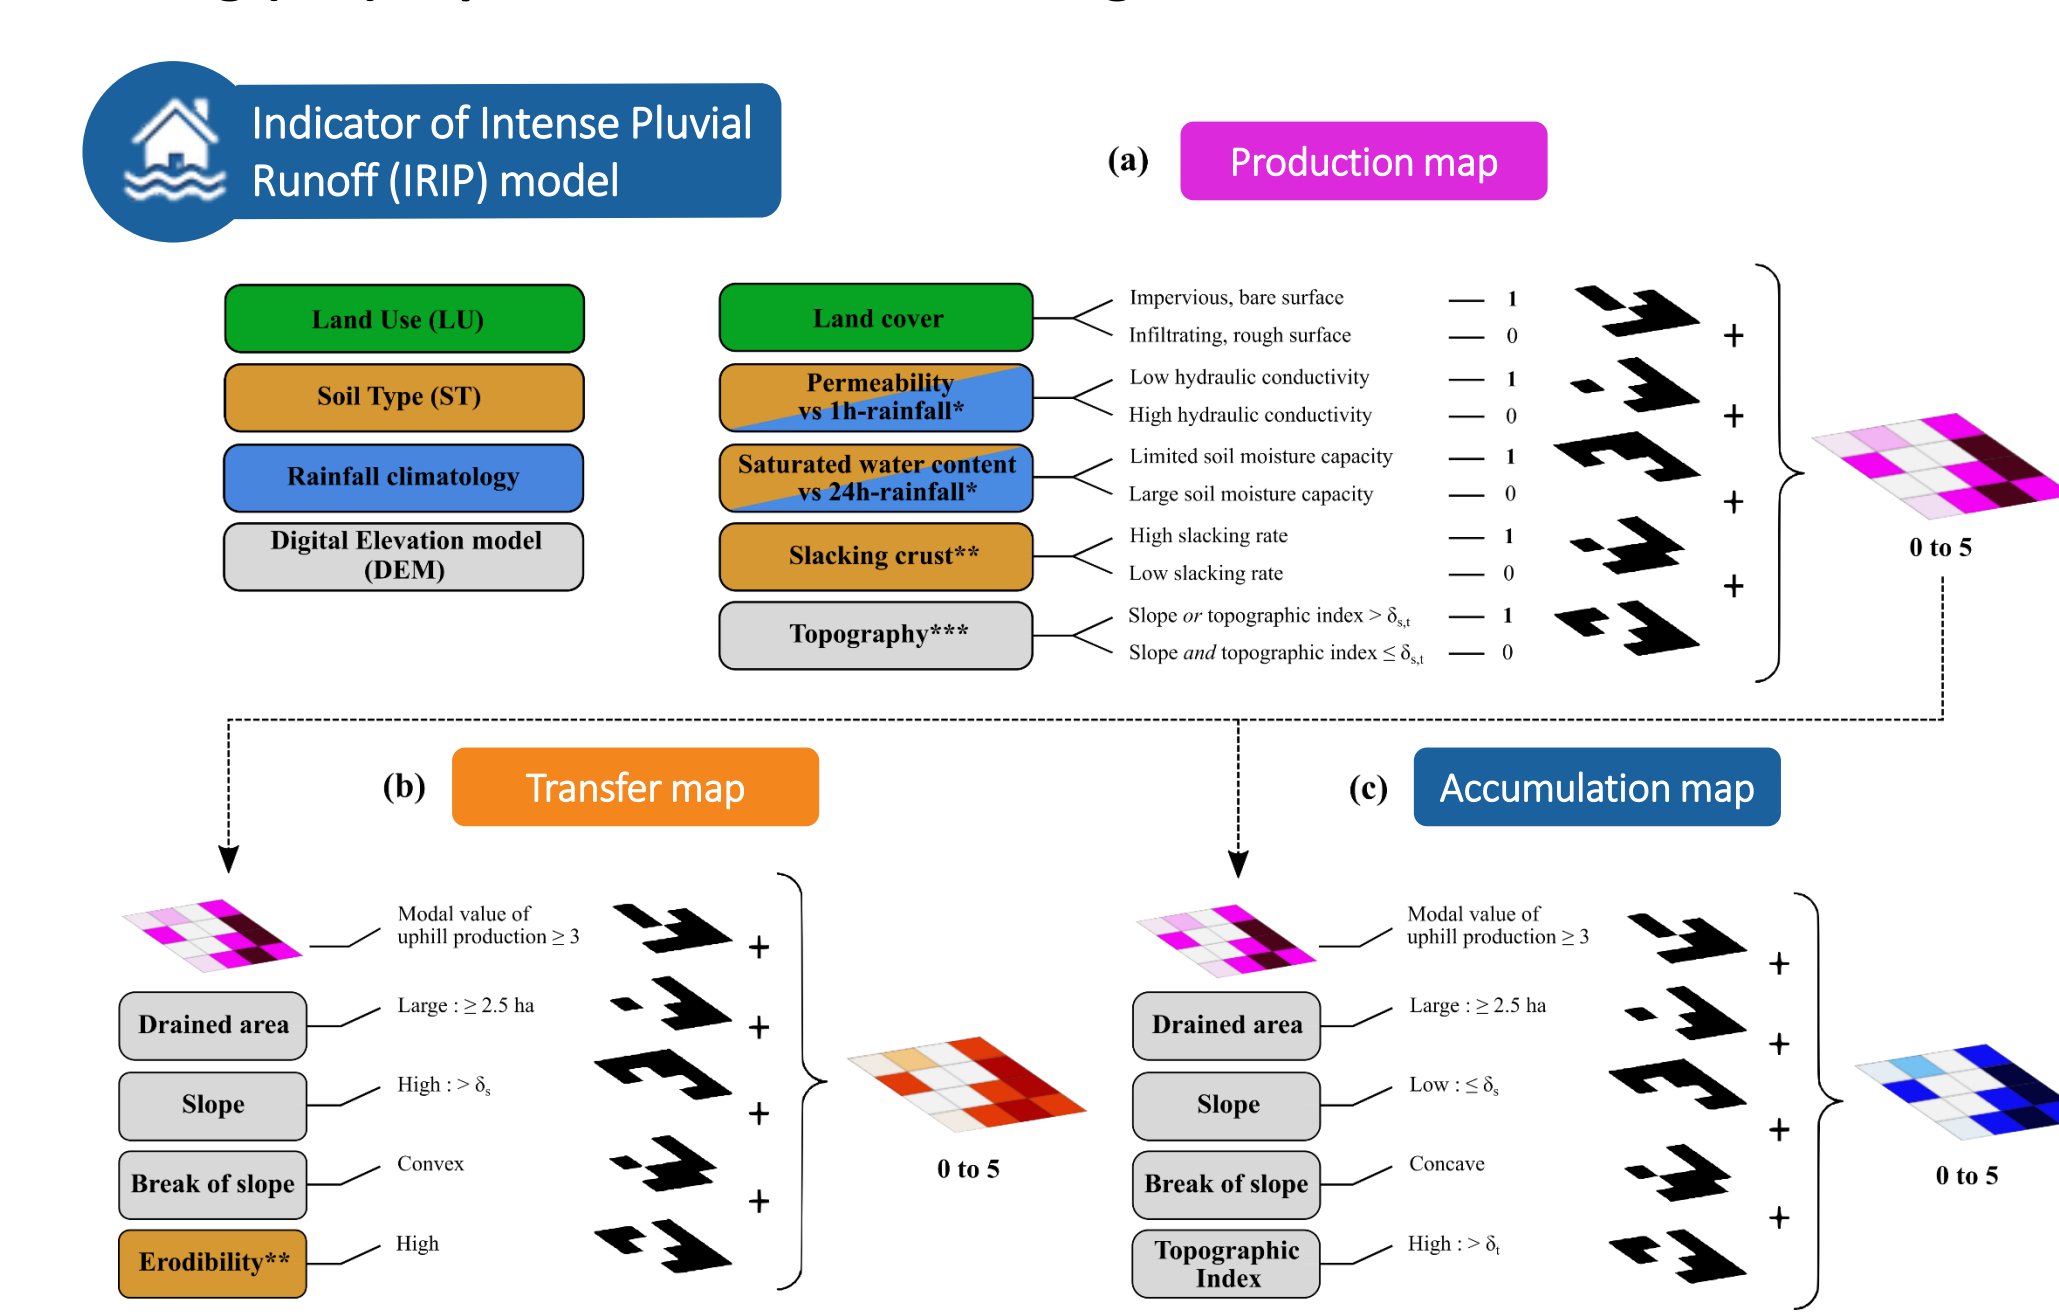 Indicator of Intense Pluvial
Runoff (IRIP) model
(a) Production map
Land Use (LU)
Soil Type (ST)
Rainfall climatology
Digital Elevation model
(DEM)
Land cover
Impervious, bare surface — 1
Infiltrating, rough surface — 0
+
Permeability
vs 1h-rainfall*
Low hydraulic conductivity — 1
High hydraulic conductivity — 0
+
Saturated water content
vs 24h-rainfall*
Limited soil moisture capacity — 1
Large soil moisture capacity — 0
+
Slacking crust**
High slacking rate — 1
Low slacking rate — 0
+
Topography***
Slope or topographic index > δs,t — 1
Slope and topographic index ≤ δs,t — 0
0 to 5
(b) Transfer map
Modal value of
uphill production ≥ 3
+
Drained area
Large : ≥ 2.5 ha
+
Slope
High : > δs
+
Break of slope
Convex
+
Erodibility**
High
0 to 5
(c) Accumulation map
Modal value of
uphill production ≥ 3
+
Drained area
Large : ≥ 2.5 ha
+
Slope
Low : ≤ δs
+
Break of slope
Concave
+
Topographic
Index
High : > δt
0 to 5